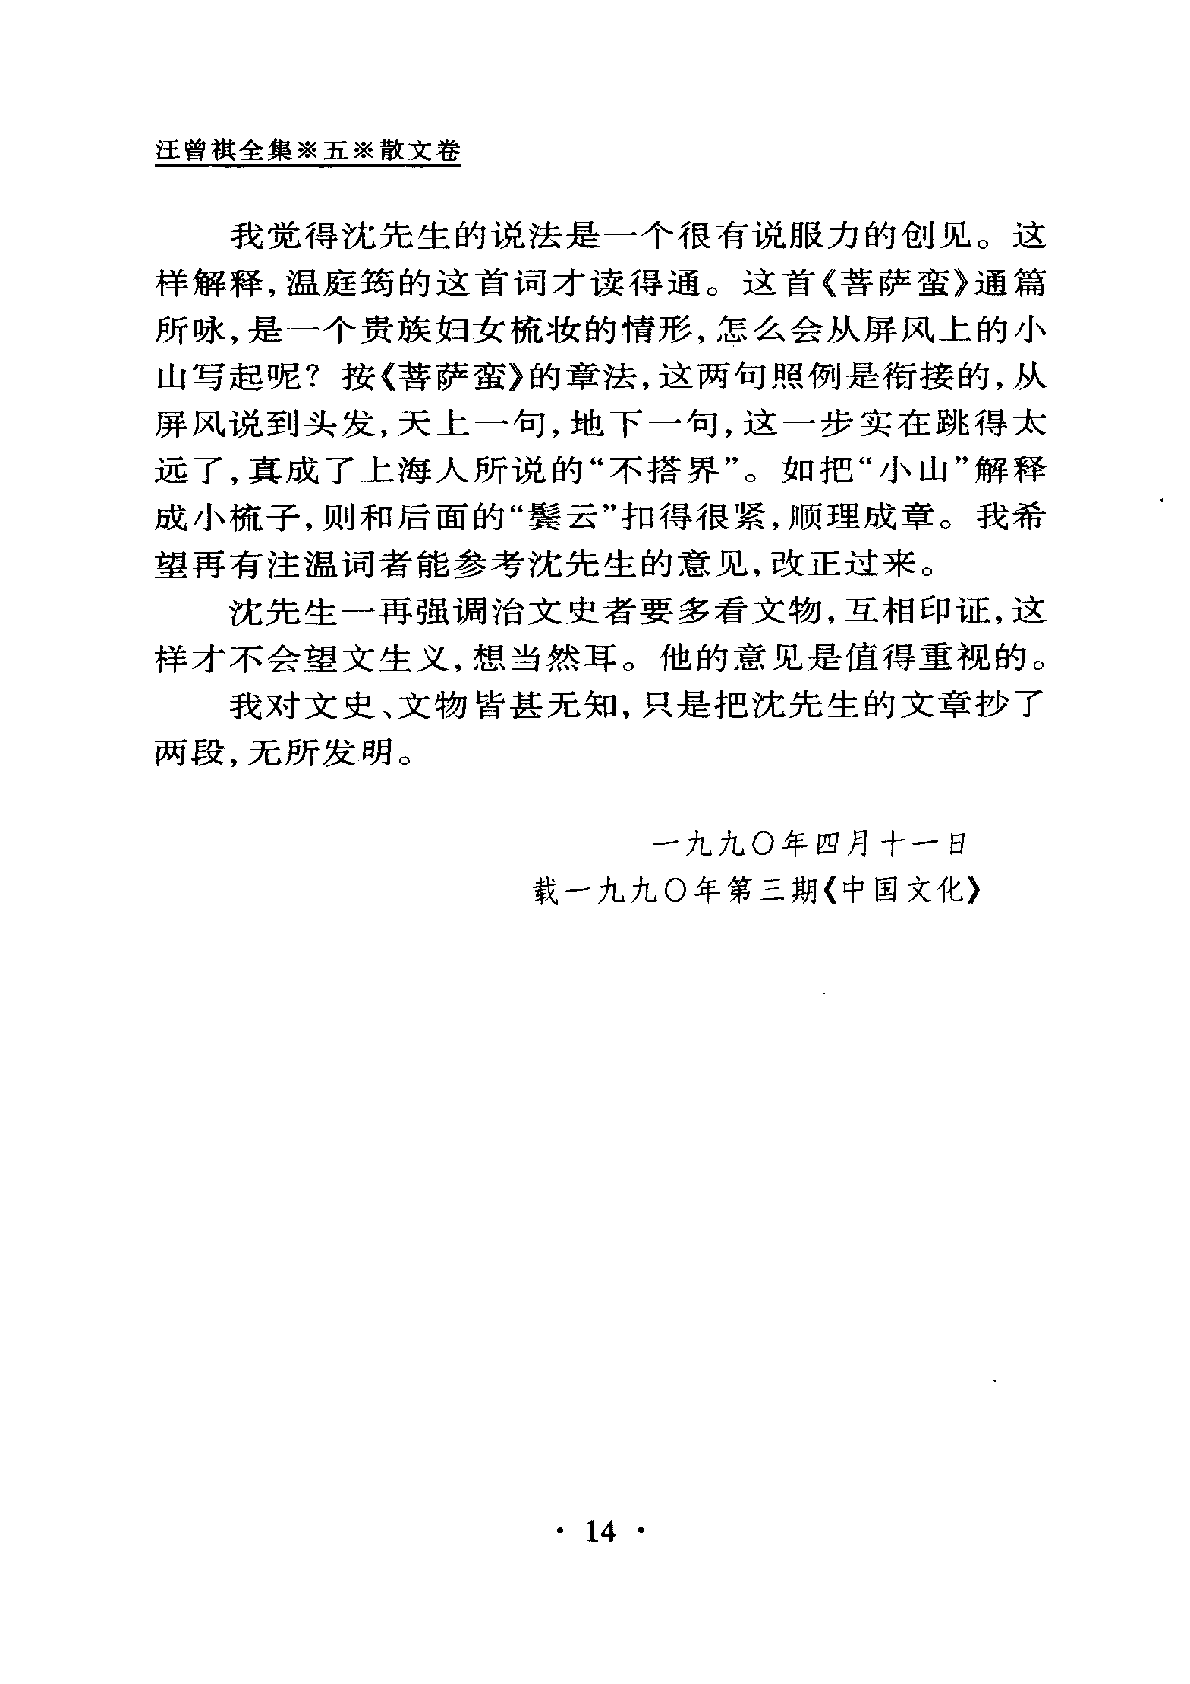 汪曾祺全集※五※散文卷
我觉得沈先生的说法是一个很有说服力的创见。这
样解释,温庭筠的这首词才读得通。这首《菩萨蛮》通篇
所咏,是一个贵族妇女梳妆的情形,怎么会从屏风上的小
山写起呢?按《菩萨蛮》的章法,这两句照例是衔接的,从
屏风说到头发,天上一句,地下一句,这一步实在跳得太
远了,真成了上海人所说的“不搭界”。如把“小山”解释
成小梳子,则和后面的“鬓云”扣得很紧,顺理成章。我希
望再有注温词者能参考沈先生的意见,改正过来。
沈先生一再强调治文史者要多看文物,互相印证,这
样才不会望文生义,想当然耳。他的意见是值得重视的。
我对文史、文物皆甚无知,只是把沈先生的文章抄了
两段,无所发明。
一九九〇年四月十一日
载一九九〇年第三期《中国文化》
· 14 ·